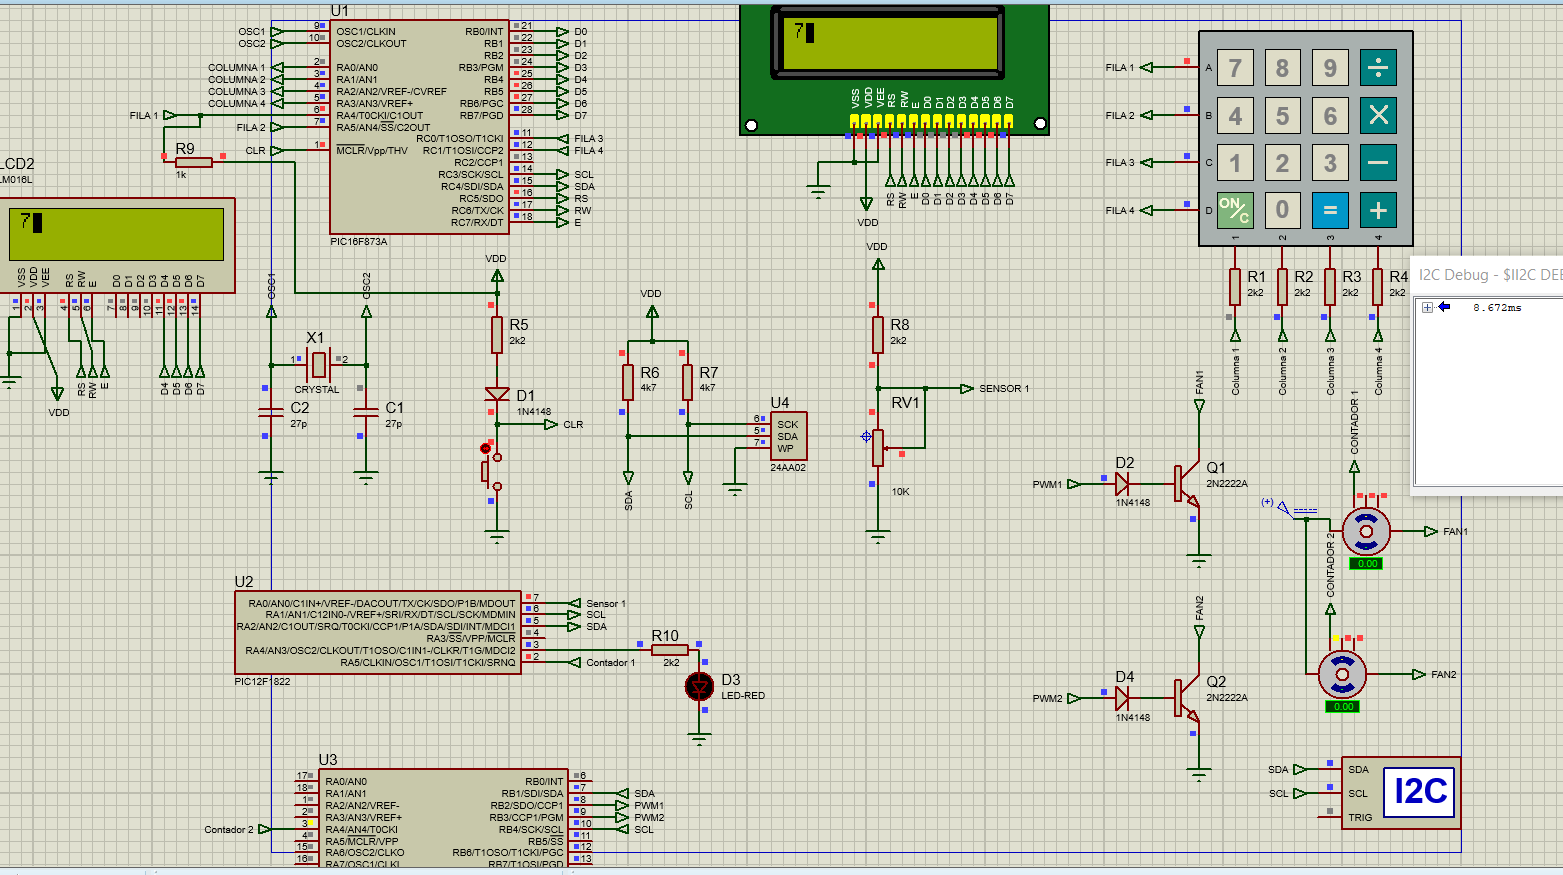 U1
OSC1
9
OSC1/CLKIN
RB0/INT
21
D0
OSC2
10
OSC2/CLKOUT
RB1
22
D1
RB2
23
D2
COLUMNA 1
2
RA0/AN0
RB3/PGM
24
D3
COLUMNA 2
3
RA1/AN1
RB4
25
D4
COLUMNA 3
4
RA2/AN2/VREF-/CVREF
RB5
26
D5
COLUMNA 4
5
RA3/AN3/VREF+
RB6/PGC
27
D6
FILA 1
6
RA4/T0CKI/C1OUT
RB7/PGD
28
D7
FILA 2
7
RA5/AN4/SS/C2OUT
RC0/T1OSO/T1CKI
11
FILA 3
CLR
1
MCLR/Vpp/THV
RC1/T1OSI/CCP2
12
FILA 4
RC2/CCP1
13
RC3/SCK/SCL
14
SCL
RC4/SDI/SDA
15
SDA
RC5/SDO
16
RS
RC6/TX/CK
17
RW
RC7/RX/DT
18
E
PIC16F873A
R9
1k
LCD2
LM016L
7
VSS
VDD
VEE
RS
RW
E
D0
D1
D2
D3
D4
D5
D6
D7
1
2
3
4
5
6
7
8
9
10
11
12
13
14
RS
RW
E
D4
D5
D6
D7
VDD
7
VSS
VDD
VEE
RS
RW
E
D0
D1
D2
D3
D4
D5
D6
D7
RS
RW
E
D0
D1
D2
D3
D4
D5
D6
D7
VDD
FILA 1
A
7
8
9
÷
FILA 2
B
4
5
6
×
FILA 3
C
1
2
3
−
FILA 4
D
ON/C
0
=
+
1
2
3
4
R1
2k2
R2
2k2
R3
2k2
R4
2k2
Columna 1
Columna 2
Columna 3
Columna 4
I2C Debug - $II2C DEB
8.672ms
OSC1
OSC2
X1
1
2
CRYSTAL
C2
27p
C1
27p
VDD
R5
2k2
D1
1N4148
CLR
VDD
R6
4k7
R7
4k7
SDA
SCL
U4
6
SCK
5
SDA
7
WP
24AA02
VDD
R8
2k2
SENSOR 1
RV1
10K
FAN1
PWM1
D2
1N4148
Q1
2N2222A
CONTADOR 1
(+)
FAN1
0.00
CONTADOR 2
FAN2
0.00
FAN2
PWM2
D4
1N4148
Q2
2N2222A
U2
RA0/AN0/C1IN+/VREF-/DACOUT/TX/CK/SDO/P1B/MDOUT
7
Sensor 1
RA1/AN1/C12IN0-/VREF+/SRI/RX/DT/SCL/SCK/MDMIN
6
SCL
RA2/AN2/C1OUT/SRQ/T0CKI/CCP1/P1A/SDA/SDI/INT/MDCI1
5
SDA
RA3/SS/VPP/MCLR
4
RA4/AN3/OSC2/CLKOUT/T1OSO/C1IN1-/CLKR/T1G/MDCI2
3
RA5/CLKIN/OSC1/T1OSI/T1CKI/SRNQ
2
Contador 1
PIC12F1822
R10
2k2
D3
LED-RED
U3
17
RA0/AN0
RB0/INT
6
18
RA1/AN1
RB1/SDI/SDA
7
SDA
1
RA2/AN2/VREF-
RB2/SDO/CCP1
8
PWM1
2
RA3/AN3/VREF+
RB3/CCP1/PGM
9
PWM2
Contador 2
3
RA4/AN4/T0CKI
RB4/SCK/SCL
10
SCL
4
RA5/MCLR/VPP
RB5/SS
11
15
RA6/OSC2/CLKO
RB6/T1OSO/T1CKI/PGC
12
16
RA7/OSC1/CLKI
RB7/T1OSI/PGD
13
SDA
SDA
SCL
SCL
TRIG
I2C